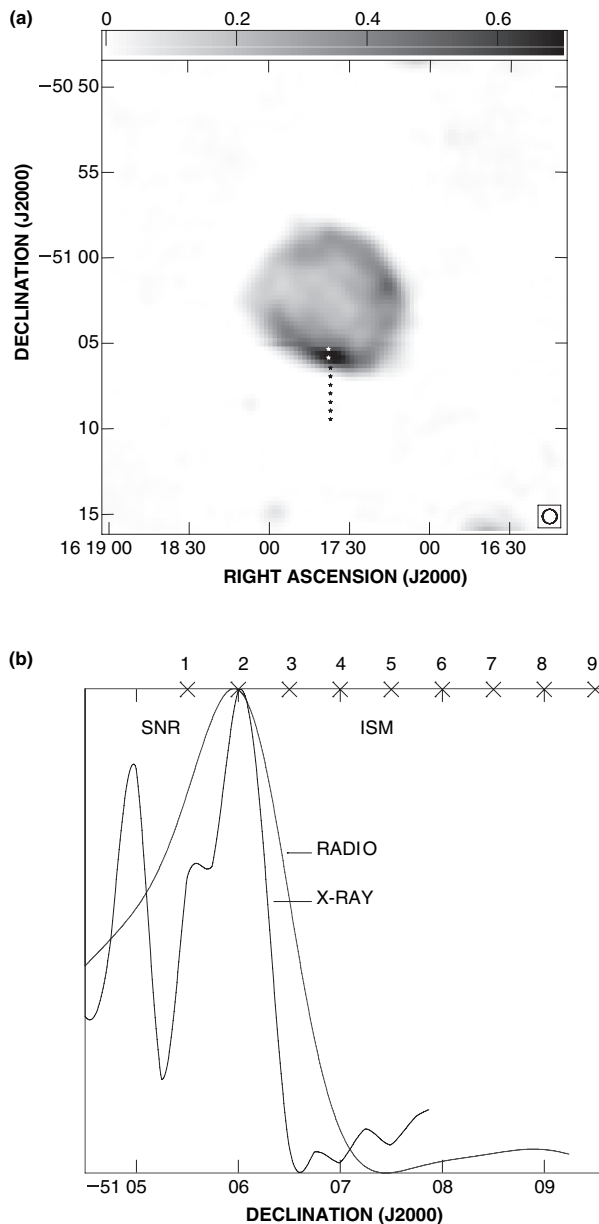 (a)
0 0.2 0.4 0.6
−50 50
55
−51 00
05
10
15
DECLINATION (J2000)
16 19 00 18 30 00 17 30 00 16 30
RIGHT ASCENSION (J2000)
(b)
1 2 3 4 5 6 7 8 9
SNR ISM
RADIO
X-RAY
−51 05 06 07 08 09
DECLINATION (J2000)